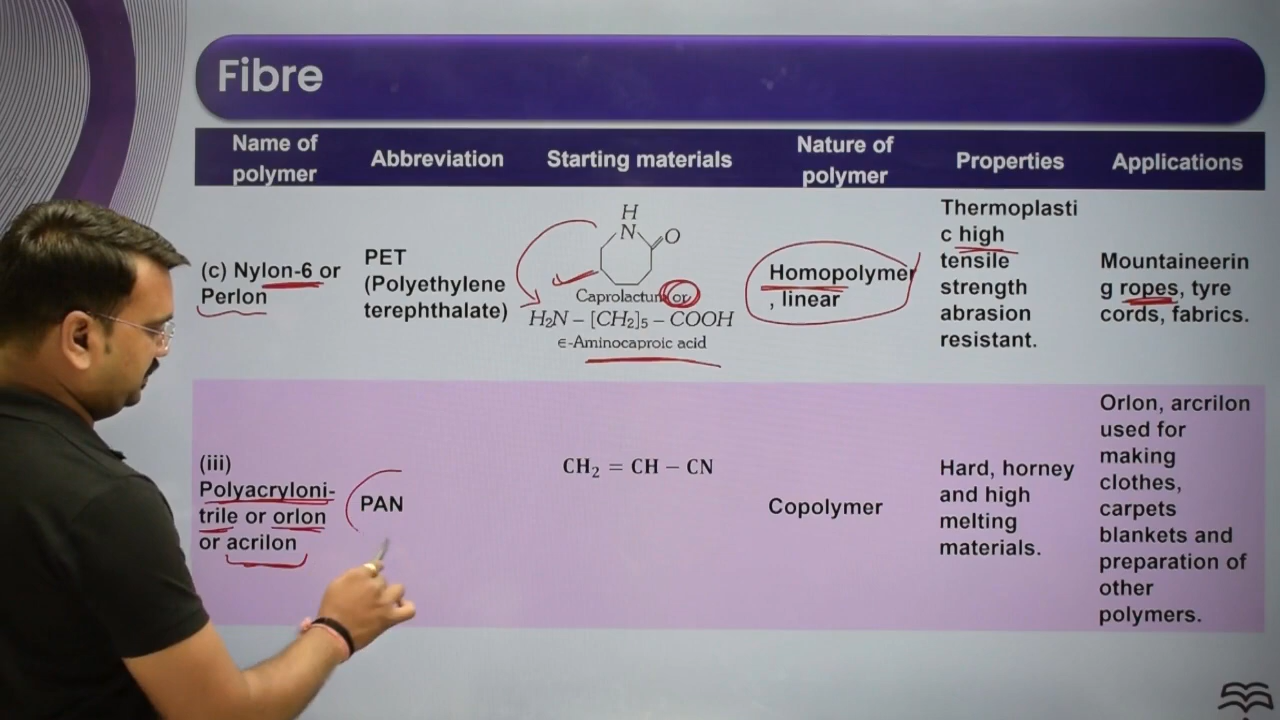 Fibre
Name of
polymer
Abbreviation
Starting materials
Nature of
polymer
Properties
Applications
(c) Nylon-6 or
Perlon
PET
(Polyethylene
terephthalate)
H
N
O
Caprolactum or
H₂N – [CH₂]₅ – COOH
ϵ-Aminocaproic acid
Homopolymer
, linear
Thermoplasti
c high
tensile
strength
abrasion
resistant.
Mountaineerin
g ropes, tyre
cords, fabrics.
(iii)
Polyacryloni-
trile or orlon
or acrilon
PAN
CH₂ = CH – CN
Copolymer
Hard, horney
and high
melting
materials.
Orlon, arcrilon
used for
making
clothes,
carpets
blankets and
preparation of
other
polymers.